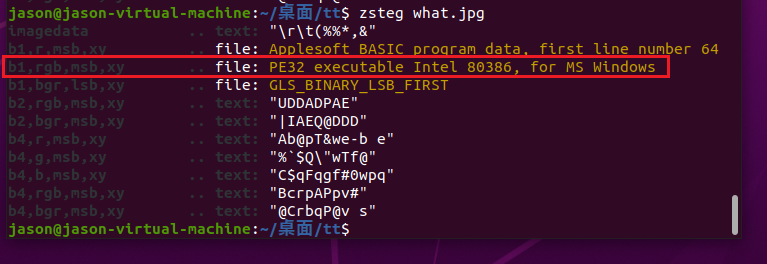 jason@jason-virtual-machine:~/桌面/tt$ zsteg what.jpg
imagedata .. text: "\r\t(%%*,&"
b1,r,msb,xy .. file: Applesoft BASIC program data, first line number 64
b1,rgb,msb,xy .. file: PE32 executable Intel 80386, for MS Windows
b1,bgr,lsb,xy .. file: GLS_BINARY_LSB_FIRST
b2,rgb,msb,xy .. text: "UDDADPAE"
b2,bgr,msb,xy .. text: "|IAEQ@DDD"
b4,r,msb,xy .. text: "Ab@pT&we-b e"
b4,g,msb,xy .. text: "%`$Q\"wTf@"
b4,b,msb,xy .. text: "C$qFqgf#0wpq"
b4,rgb,msb,xy .. text: "BcrpAPpv#"
b4,bgr,msb,xy .. text: "@CrbqP@v s"
jason@jason-virtual-machine:~/桌面/tt$